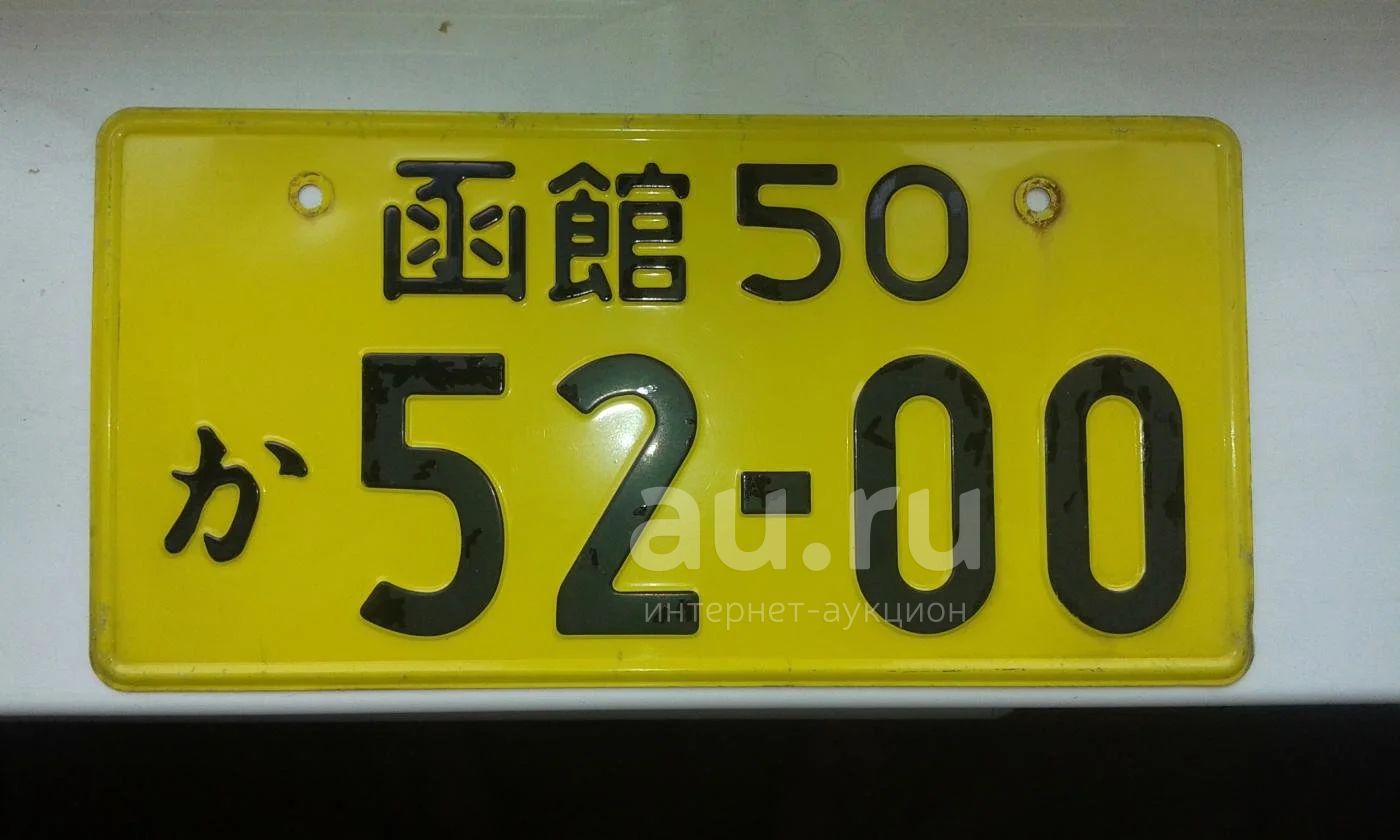 函館 50
か 52-00
au.ru
интернет-аукцион